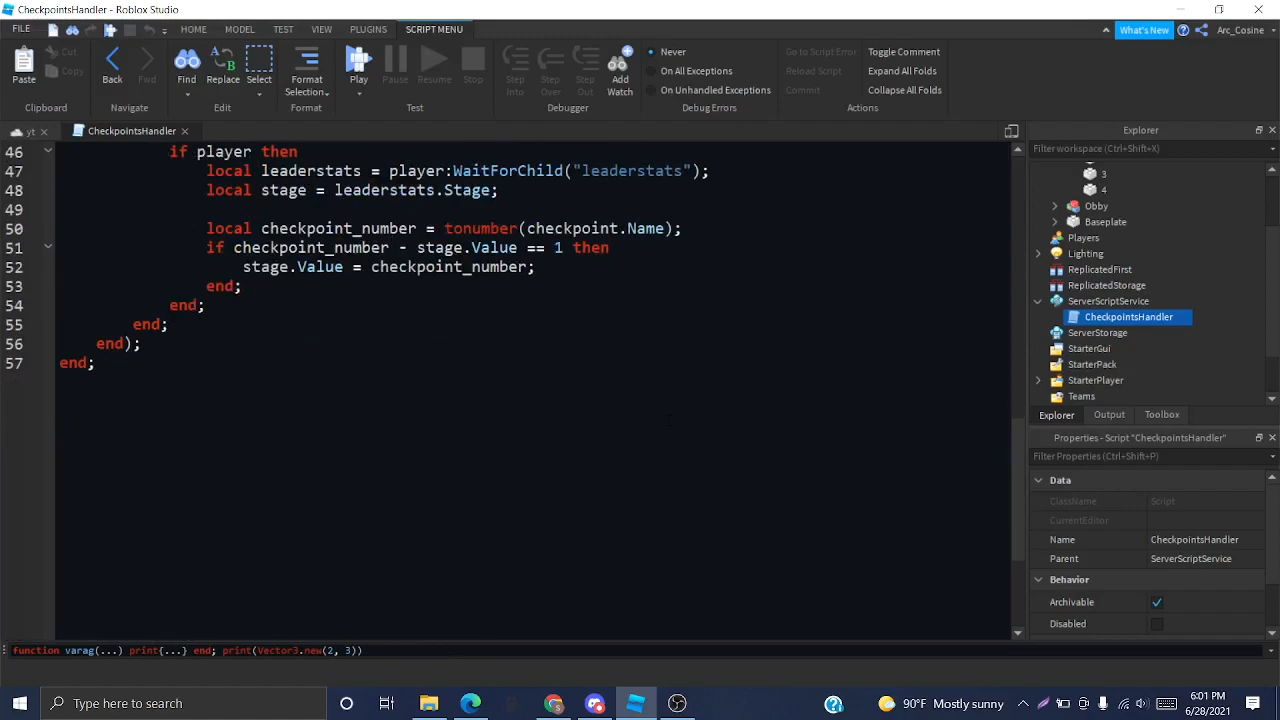 CheckpointsHandler - Roblox Studio
FILE HOME MODEL TEST VIEW PLUGINS SCRIPT MENU What's New Arc_Cosine
Paste Cut Copy Back Fwd Find Replace Select Format Selection Play Pause Resume Stop Step Into Step Over Step Out Add Watch Never On All Exceptions On Unhandled Exceptions Go to Script Error Reload Script Commit Toggle Comment Expand All Folds Collapse All Folds
Clipboard Navigate Edit Format Test Debugger Debug Errors Actions
yt CheckpointsHandler
46 if player then
47 local leaderstats = player:WaitForChild("leaderstats");
48 local stage = leaderstats.Stage;
49
50 local checkpoint_number = tonumber(checkpoint.Name);
51 if checkpoint_number - stage.Value == 1 then
52 stage.Value = checkpoint_number;
53 end;
54 end;
55 end;
56 end);
57 end;
Explorer
Filter workspace (Ctrl+Shift+X)
3
4
Obby
Baseplate
Players
Lighting
ReplicatedFirst
ReplicatedStorage
ServerScriptService
CheckpointsHandler
ServerStorage
StarterGui
StarterPack
StarterPlayer
Teams
Explorer Output Toolbox
Properties - Script "CheckpointsHandler"
Filter Properties (Ctrl+Shift+P)
Data
ClassName Script
CurrentEditor
Name CheckpointsHandler
Parent ServerScriptService
Behavior
Archivable
Disabled
function varag(...) print{...} end; print(Vector3.new(2, 3))
Type here to search
90°F Mostly sunny
6:01 PM
6/28/2021